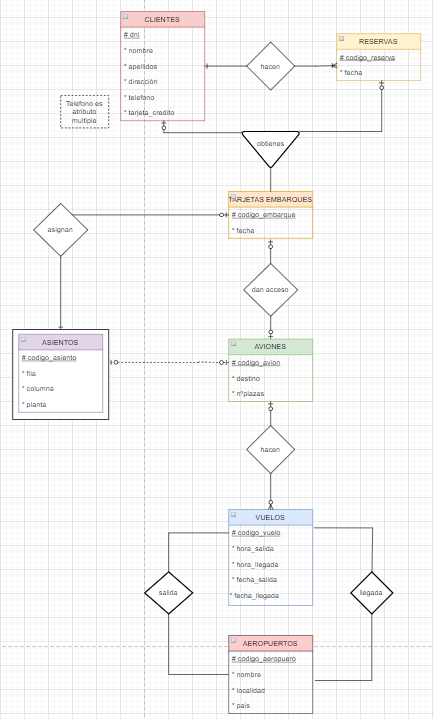 CLIENTES
# dni
* nombre
* apellidos
* dirección
* telefono
* tarjeta_credito
Telefono es
atributo
multiple
hacen
RESERVAS
# codigo_reserva
* fecha
obtienes
TARJETAS EMBARQUES
# codigo_embarque
* fecha
asignan
dan acceso
ASIENTOS
# codigo_asiento
* fila
* columna
* planta
AVIONES
# codigo_avion
* destino
* nºplazas
hacen
VUELOS
# codigo_vuelo
* hora_salida
* hora_llegada
* fecha_salida
* fecha_llegada
salida
llegada
AEROPUERTOS
# codigo_aeropuero
* nombre
* localidad
* pais